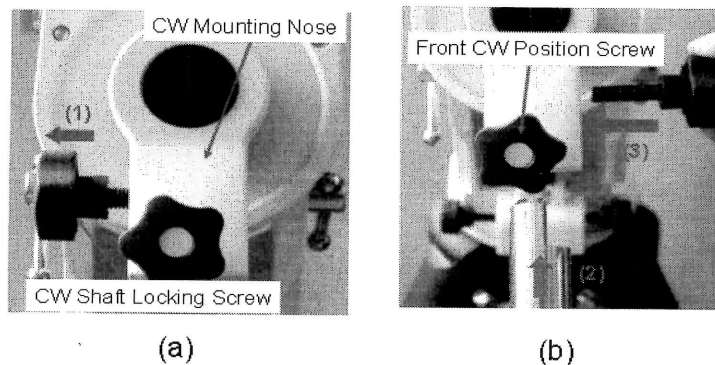 CW Mounting Nose
(1)
CW Shaft Locking Screw
(a)
Front CW Position Screw
(3)
(2)
(b)